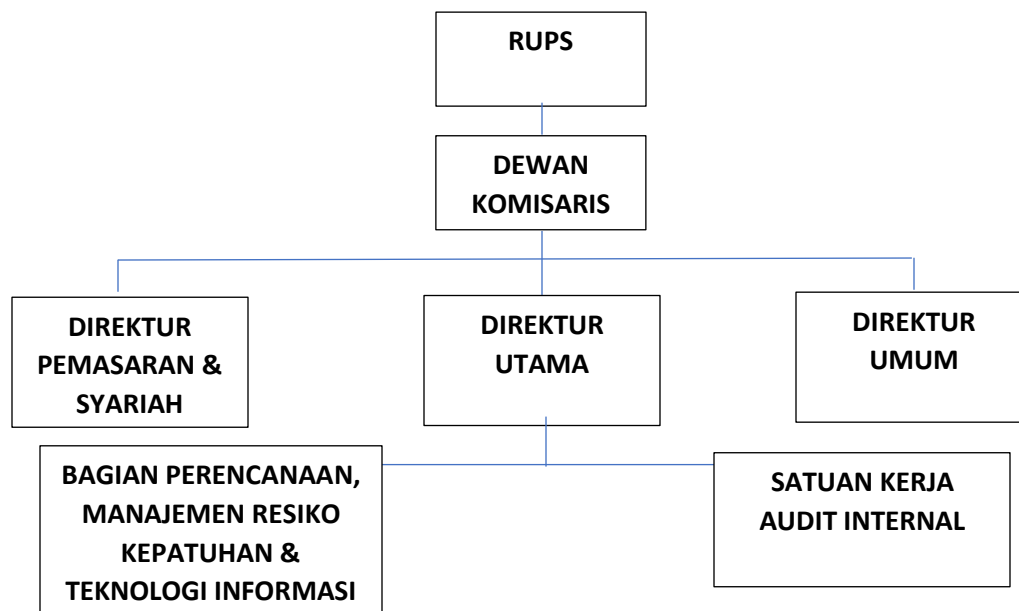 RUPS
DEWAN
KOMISARIS
DIREKTUR
PEMASARAN &
SYARIAH
DIREKTUR
UTAMA
DIREKTUR
UMUM
BAGIAN PERENCANAAN,
MANAJEMEN RESIKO
KEPATUHAN &
TEKNOLOGI INFORMASI
SATUAN KERJA
AUDIT INTERNAL